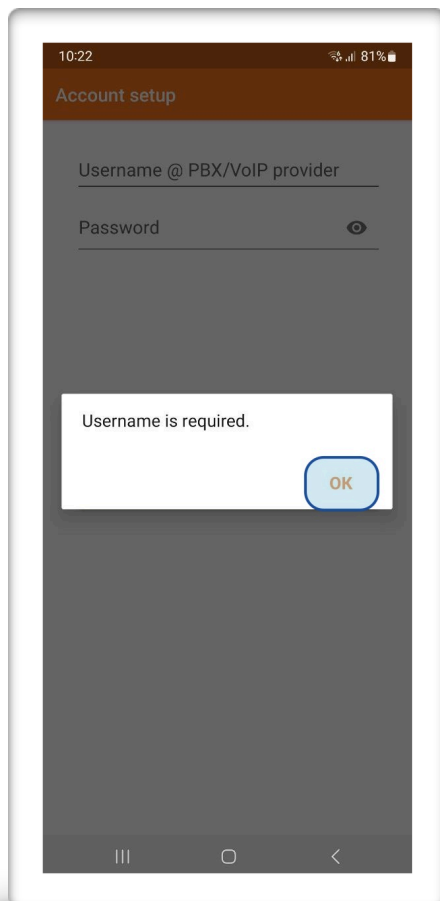 10:22 81%
Account setup
Username @ PBX/VoIP provider
Password
Username is required.
OK